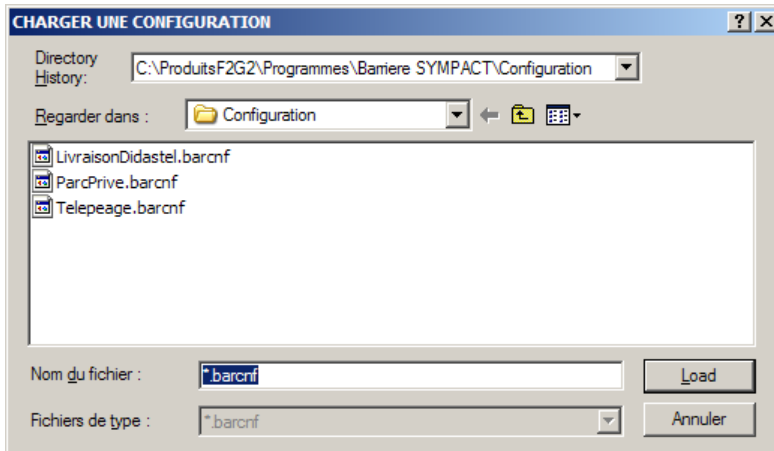 CHARGER UNE CONFIGURATION
Directory
History:
C:\ProduitsF2G2\Programmes\Barriere SYMPACT\Configuration
Regarder dans :
Configuration
LivraisonDidastel.barcnf
ParcPrive.barcnf
Telepeage.barcnf
Nom du fichier :
*.barcnf
Load
Fichiers de type :
*.barcnf
Annuler